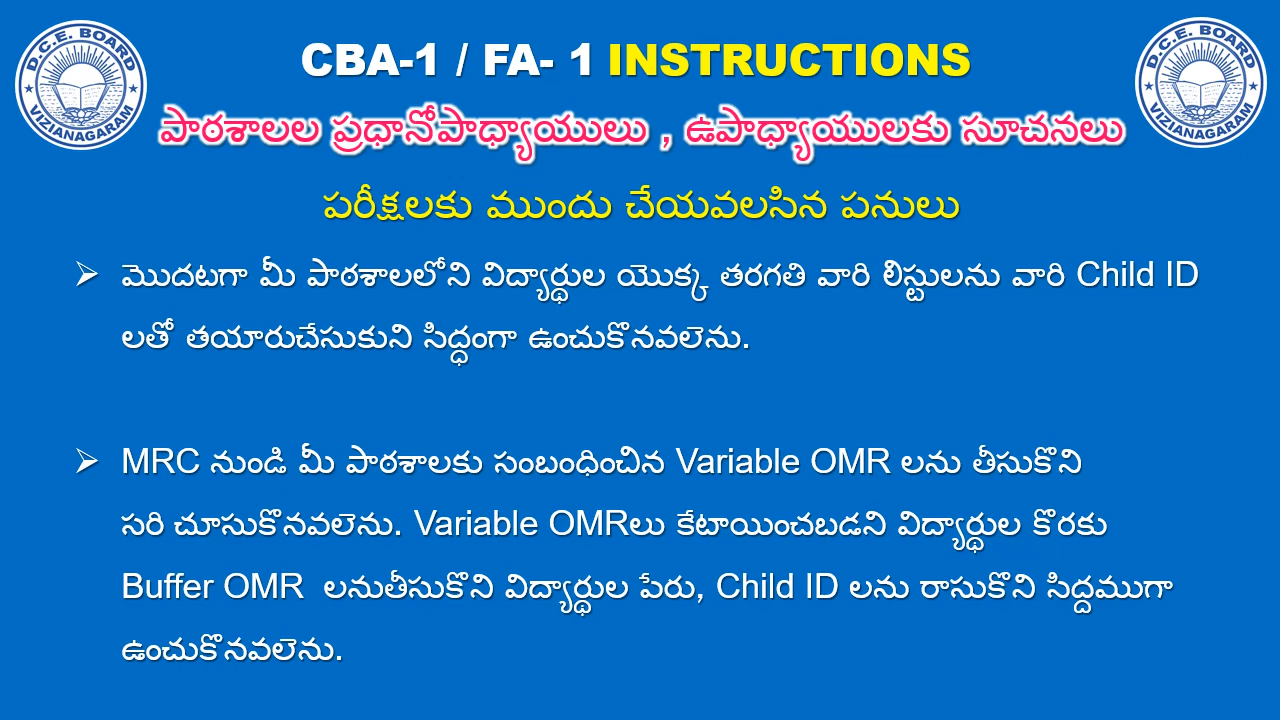 D.C.E. BOARD
VIZIANAGARAM
CBA-1 / FA- 1 INSTRUCTIONS
D.C.E. BOARD
VIZIANAGARAM
పాఠశాలల ప్రధానోపాధ్యాయులు , ఉపాధ్యాయులకు సూచనలు
పరీక్షలకు ముందు చేయవలసిన పనులు
➢ మొదటగా మీ పాఠశాలలోని విద్యార్థుల యొక్క తరగతి వారి లిస్టులను వారి Child ID
లతో తయారుచేసుకుని సిద్ధంగా ఉంచుకొనవలెను.
➢ MRC నుండి మీ పాఠశాలకు సంబంధించిన Variable OMR లను తీసుకొని
సరి చూసుకొనవలెను. Variable OMRలు కేటాయించబడని విద్యార్థుల కొరకు
Buffer OMR లనుతీసుకొని విద్యార్థుల పేరు, Child ID లను రాసుకొని సిద్దముగా
ఉంచుకొనవలెను.